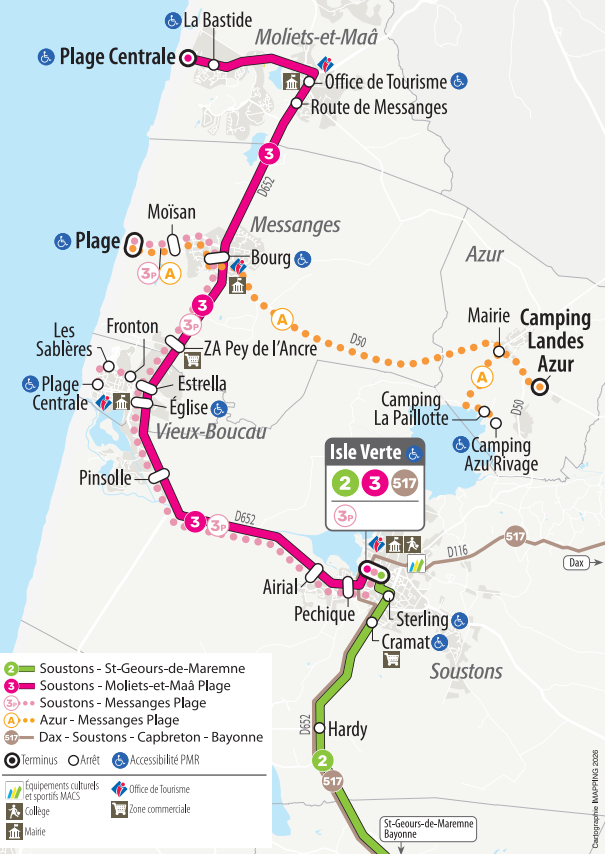 La Bastide
Plage Centrale
Moliets-et-Maâ
Office de Tourisme
Route de Messanges
3
D652
Moïsan
Messanges
Plage
Bourg
3P
A
Azur
3
3P
A
D50
Mairie
Camping
Landes
Azur
Les
Sablères
Fronton
ZA Pey de l'Ancre
Plage
Centrale
Estrella
Église
Vieux-Boucau
A
D50
Camping
La Paillotte
Camping
Azu'Rivage
Isle Verte
2 3 517
3P
Pinsolle
3
3P
D652
517
D116
Dax
Airial
Pechique
Sterling
Cramat
Soustons
D652
Hardy
2
517
St-Geours-de-Maremne
Bayonne
2 Soustons - St-Geours-de-Maremne
3 Soustons - Moliets-et-Maâ Plage
3P Soustons - Messanges Plage
A Azur - Messanges Plage
517 Dax - Soustons - Capbreton - Bayonne
Terminus Arrêt Accessibilité PMR
Équipements culturels
et sportifs MACS
Office de Tourisme
Collège
Zone commerciale
Mairie
Cartographie IMAPPING 2026